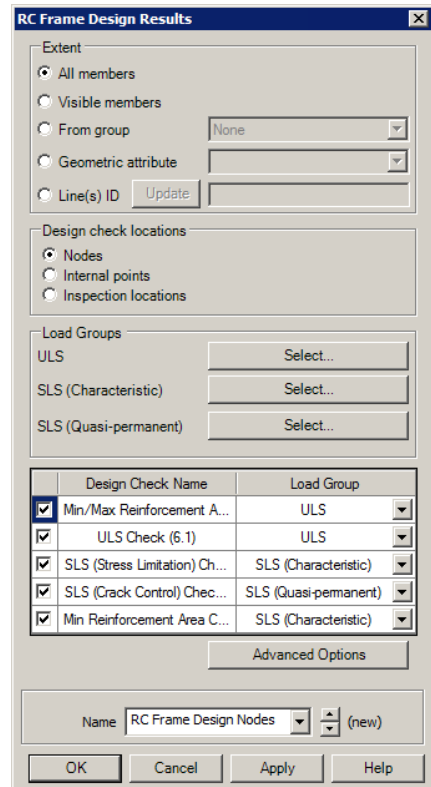 RC Frame Design Results
Extent
All members
Visible members
From group None
Geometric attribute
Line(s) ID Update
Design check locations
Nodes
Internal points
Inspection locations
Load Groups
ULS Select...
SLS (Characteristic) Select...
SLS (Quasi-permanent) Select...
Design Check Name Load Group
Min/Max Reinforcement A... ULS
ULS Check (6.1) ULS
SLS (Stress Limitation) Ch... SLS (Characteristic)
SLS (Crack Control) Chec... SLS (Quasi-permanent)
Min Reinforcement Area C... SLS (Characteristic)
Advanced Options
Name RC Frame Design Nodes (new)
OK Cancel Apply Help